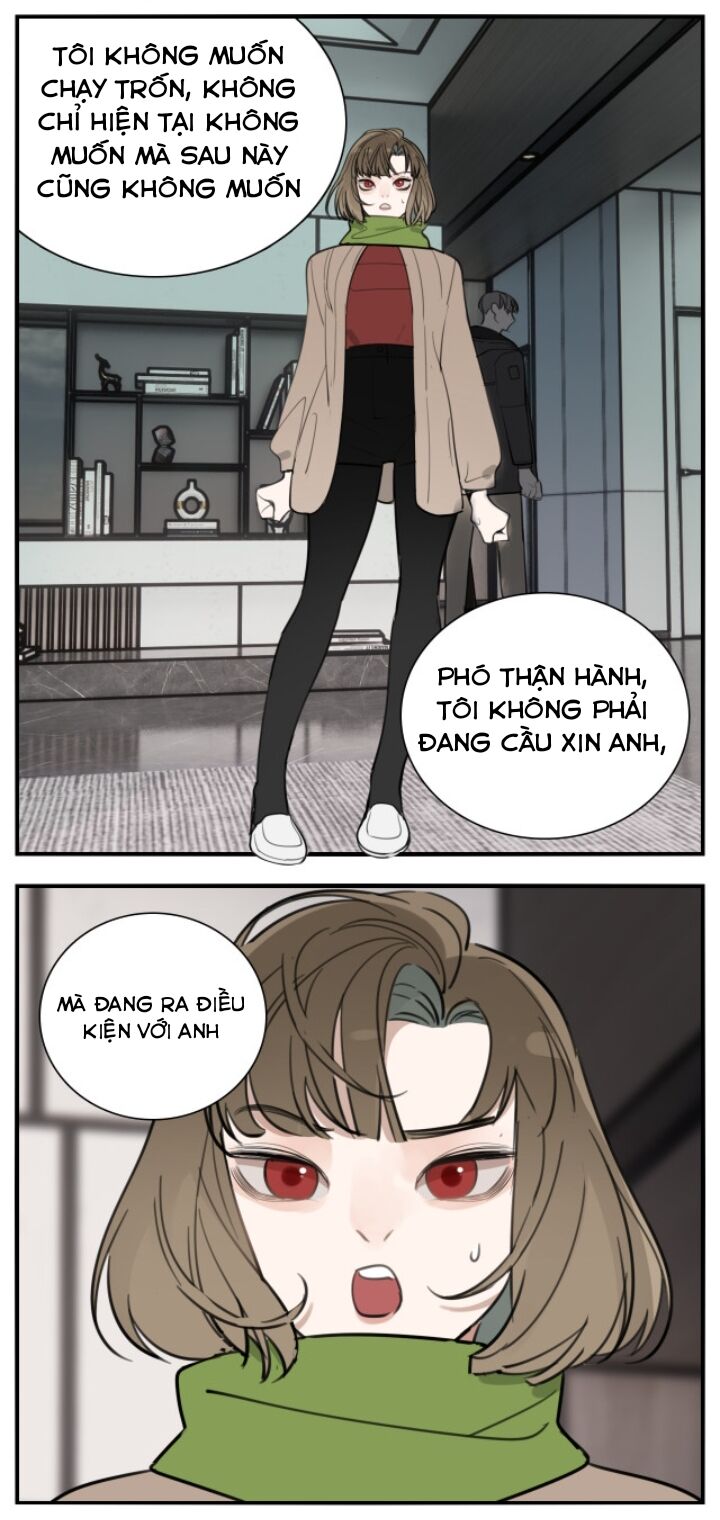 TÔI KHÔNG MUỐN
CHẠY TRỐN, KHÔNG
CHỈ HIỆN TẠI KHÔNG
MUỐN MÀ SAU NÀY
CŨNG KHÔNG MUỐN
PHÓ THẬN HÀNH,
TÔI KHÔNG PHẢI
ĐANG CẦU XIN ANH,
MÀ ĐANG RA ĐIỀU
KIỆN VỚI ANH